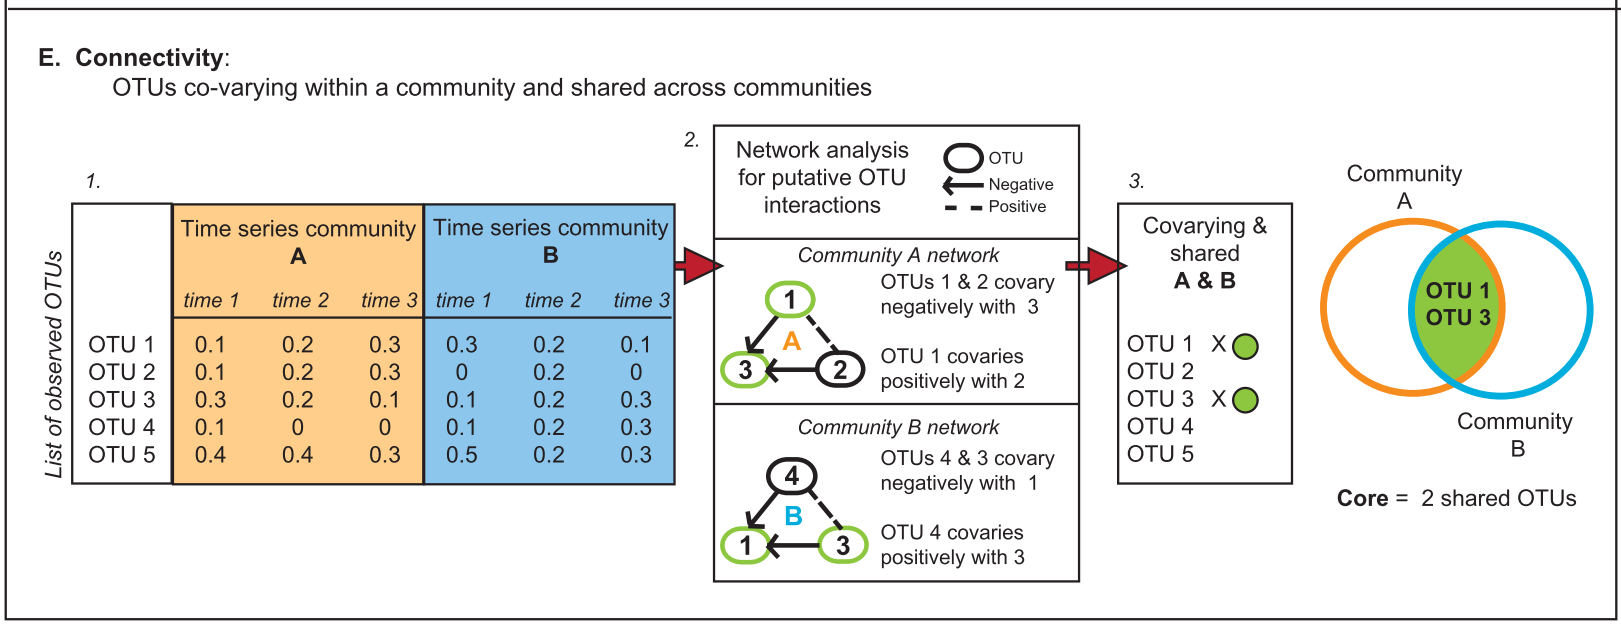 E. Connectivity:
OTUs co-varying within a community and shared across communities
1.
List of observed OTUs
Time series community A
Time series community B
time 1 time 2 time 3 time 1 time 2 time 3
OTU 1 0.1 0.2 0.3 0.3 0.2 0.1
OTU 2 0.1 0.2 0.3 0 0.2 0
OTU 3 0.3 0.2 0.1 0.1 0.2 0.3
OTU 4 0.1 0 0 0.1 0.2 0.3
OTU 5 0.4 0.4 0.3 0.5 0.2 0.3
2.
Network analysis
for putative OTU
interactions
OTU
Negative
Positive
Community A network
OTUs 1 & 2 covary
negatively with 3
OTU 1 covaries
positively with 2
1
A
3 2
Community B network
OTUs 4 & 3 covary
negatively with 1
OTU 4 covaries
positively with 3
4
B
1 3
3.
Covarying &
shared
A & B
OTU 1 X
OTU 2
OTU 3 X
OTU 4
OTU 5
Community
A
OTU 1
OTU 3
Community
B
Core = 2 shared OTUs